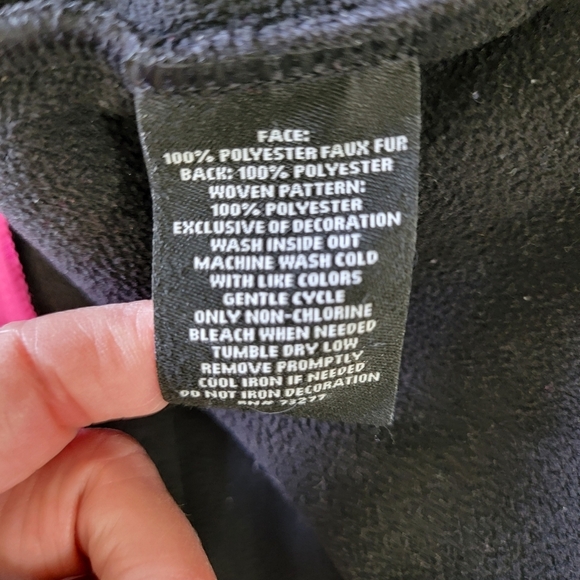 FACE:
100% POLYESTER FAUX FUR
BACK: 100% POLYESTER
WOVEN PATTERN:
100% POLYESTER
EXCLUSIVE OF DECORATION
WASH INSIDE OUT
MACHINE WASH COLD
WITH LIKE COLORS
GENTLE CYCLE
ONLY NON-CHLORINE
BLEACH WHEN NEEDED
TUMBLE DRY LOW
REMOVE PROMPTLY
COOL IRON IF NEEDED
DO NOT IRON DECORATION
RN# 73277